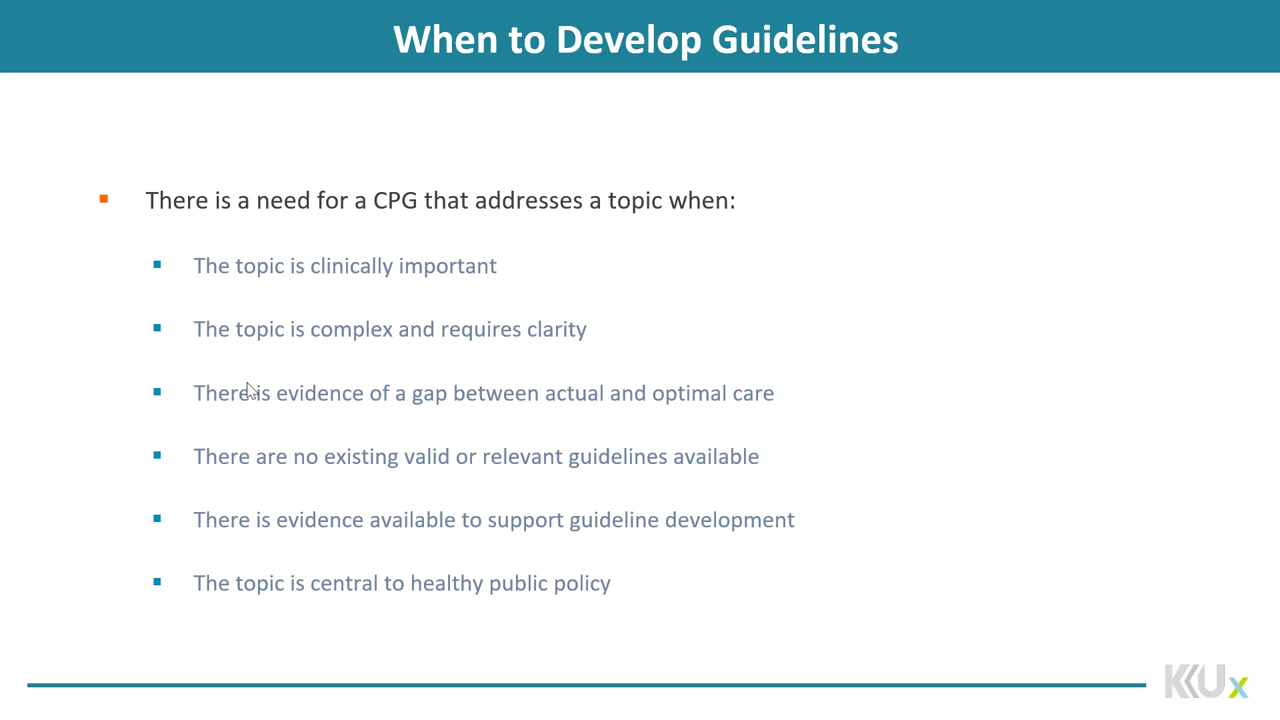 When to Develop Guidelines
There is a need for a CPG that addresses a topic when:
The topic is clinically important
The topic is complex and requires clarity
There is evidence of a gap between actual and optimal care
There are no existing valid or relevant guidelines available
There is evidence available to support guideline development
The topic is central to healthy public policy
KKUx